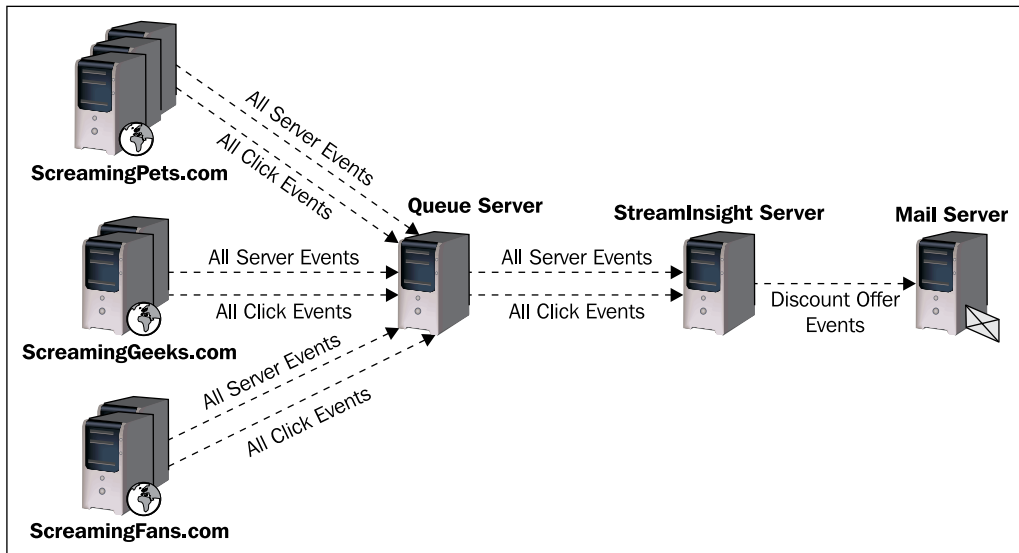 All Server Events
All Click Events
ScreamingPets.com
Queue Server
StreamInsight Server
Mail Server
All Server Events
All Click Events
ScreamingGeeks.com
All Server Events
All Click Events
Discount Offer
Events
All Server Events
All Click Events
ScreamingFans.com